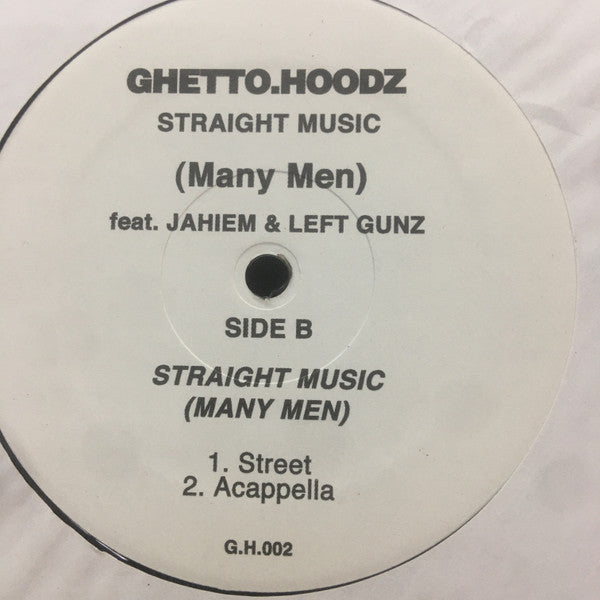 GHETTO.HOODZ
STRAIGHT MUSIC
(Many Men)
feat. JAHIEM & LEFT GUNZ
SIDE B
STRAIGHT MUSIC
(MANY MEN)
1. Street
2. Acappella
G.H.002